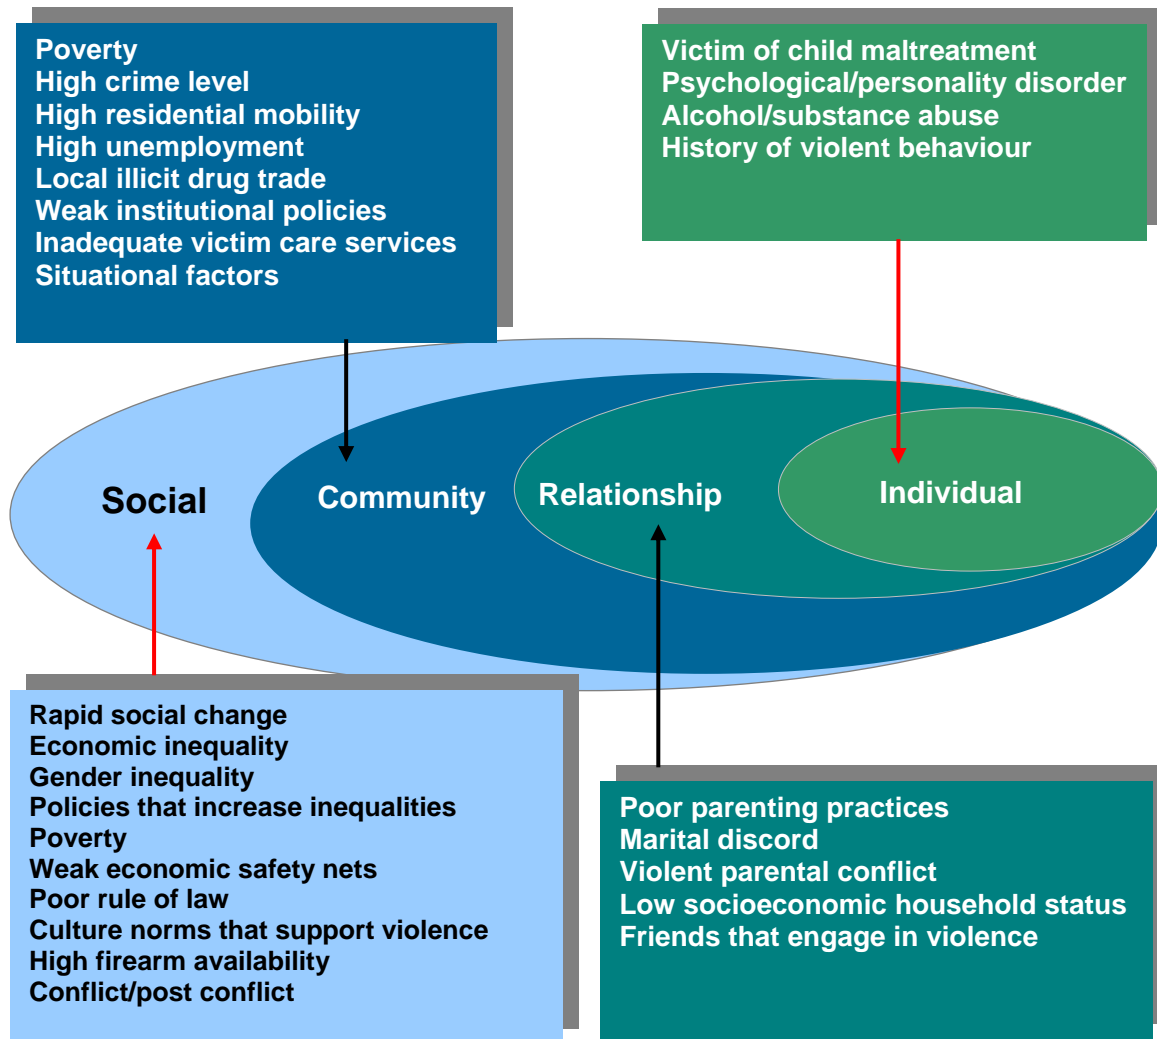 Poverty
High crime level
High residential mobility
High unemployment
Local illicit drug trade
Weak institutional policies
Inadequate victim care services
Situational factors
Victim of child maltreatment
Psychological/personality disorder
Alcohol/substance abuse
History of violent behaviour
Social
Community
Relationship
Individual
Rapid social change
Economic inequality
Gender inequality
Policies that increase inequalities
Poverty
Weak economic safety nets
Poor rule of law
Culture norms that support violence
High firearm availability
Conflict/post conflict
Poor parenting practices
Marital discord
Violent parental conflict
Low socioeconomic household status
Friends that engage in violence